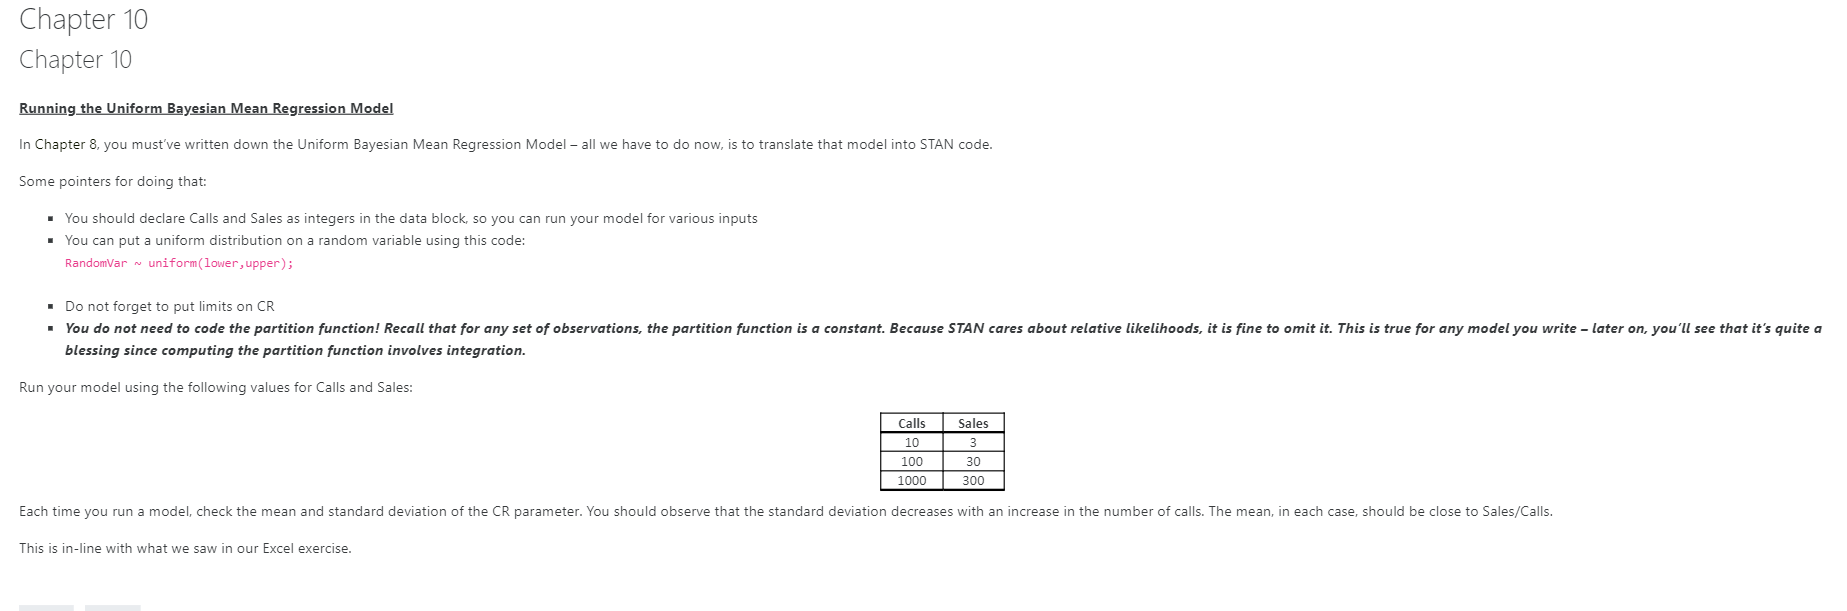 Chapter 10
Chapter 10
Running the Uniform Bayesian Mean Regression Model
In Chapter 8, you must've written down the Uniform Bayesian Mean Regression Model – all we have to do now, is to translate that model into STAN code.
Some pointers for doing that:
▪ You should declare Calls and Sales as integers in the data block, so you can run your model for various inputs
▪ You can put a uniform distribution on a random variable using this code:
RandomVar ~ uniform(lower,upper);
▪ Do not forget to put limits on CR
▪ You do not need to code the partition function! Recall that for any set of observations, the partition function is a constant. Because STAN cares about relative likelihoods, it is fine to omit it. This is true for any model you write – later on, you'll see that it's quite a
blessing since computing the partition function involves integration.
Run your model using the following values for Calls and Sales:
Calls Sales
10 3
100 30
1000 300
Each time you run a model, check the mean and standard deviation of the CR parameter. You should observe that the standard deviation decreases with an increase in the number of calls. The mean, in each case, should be close to Sales/Calls.
This is in-line with what we saw in our Excel exercise.